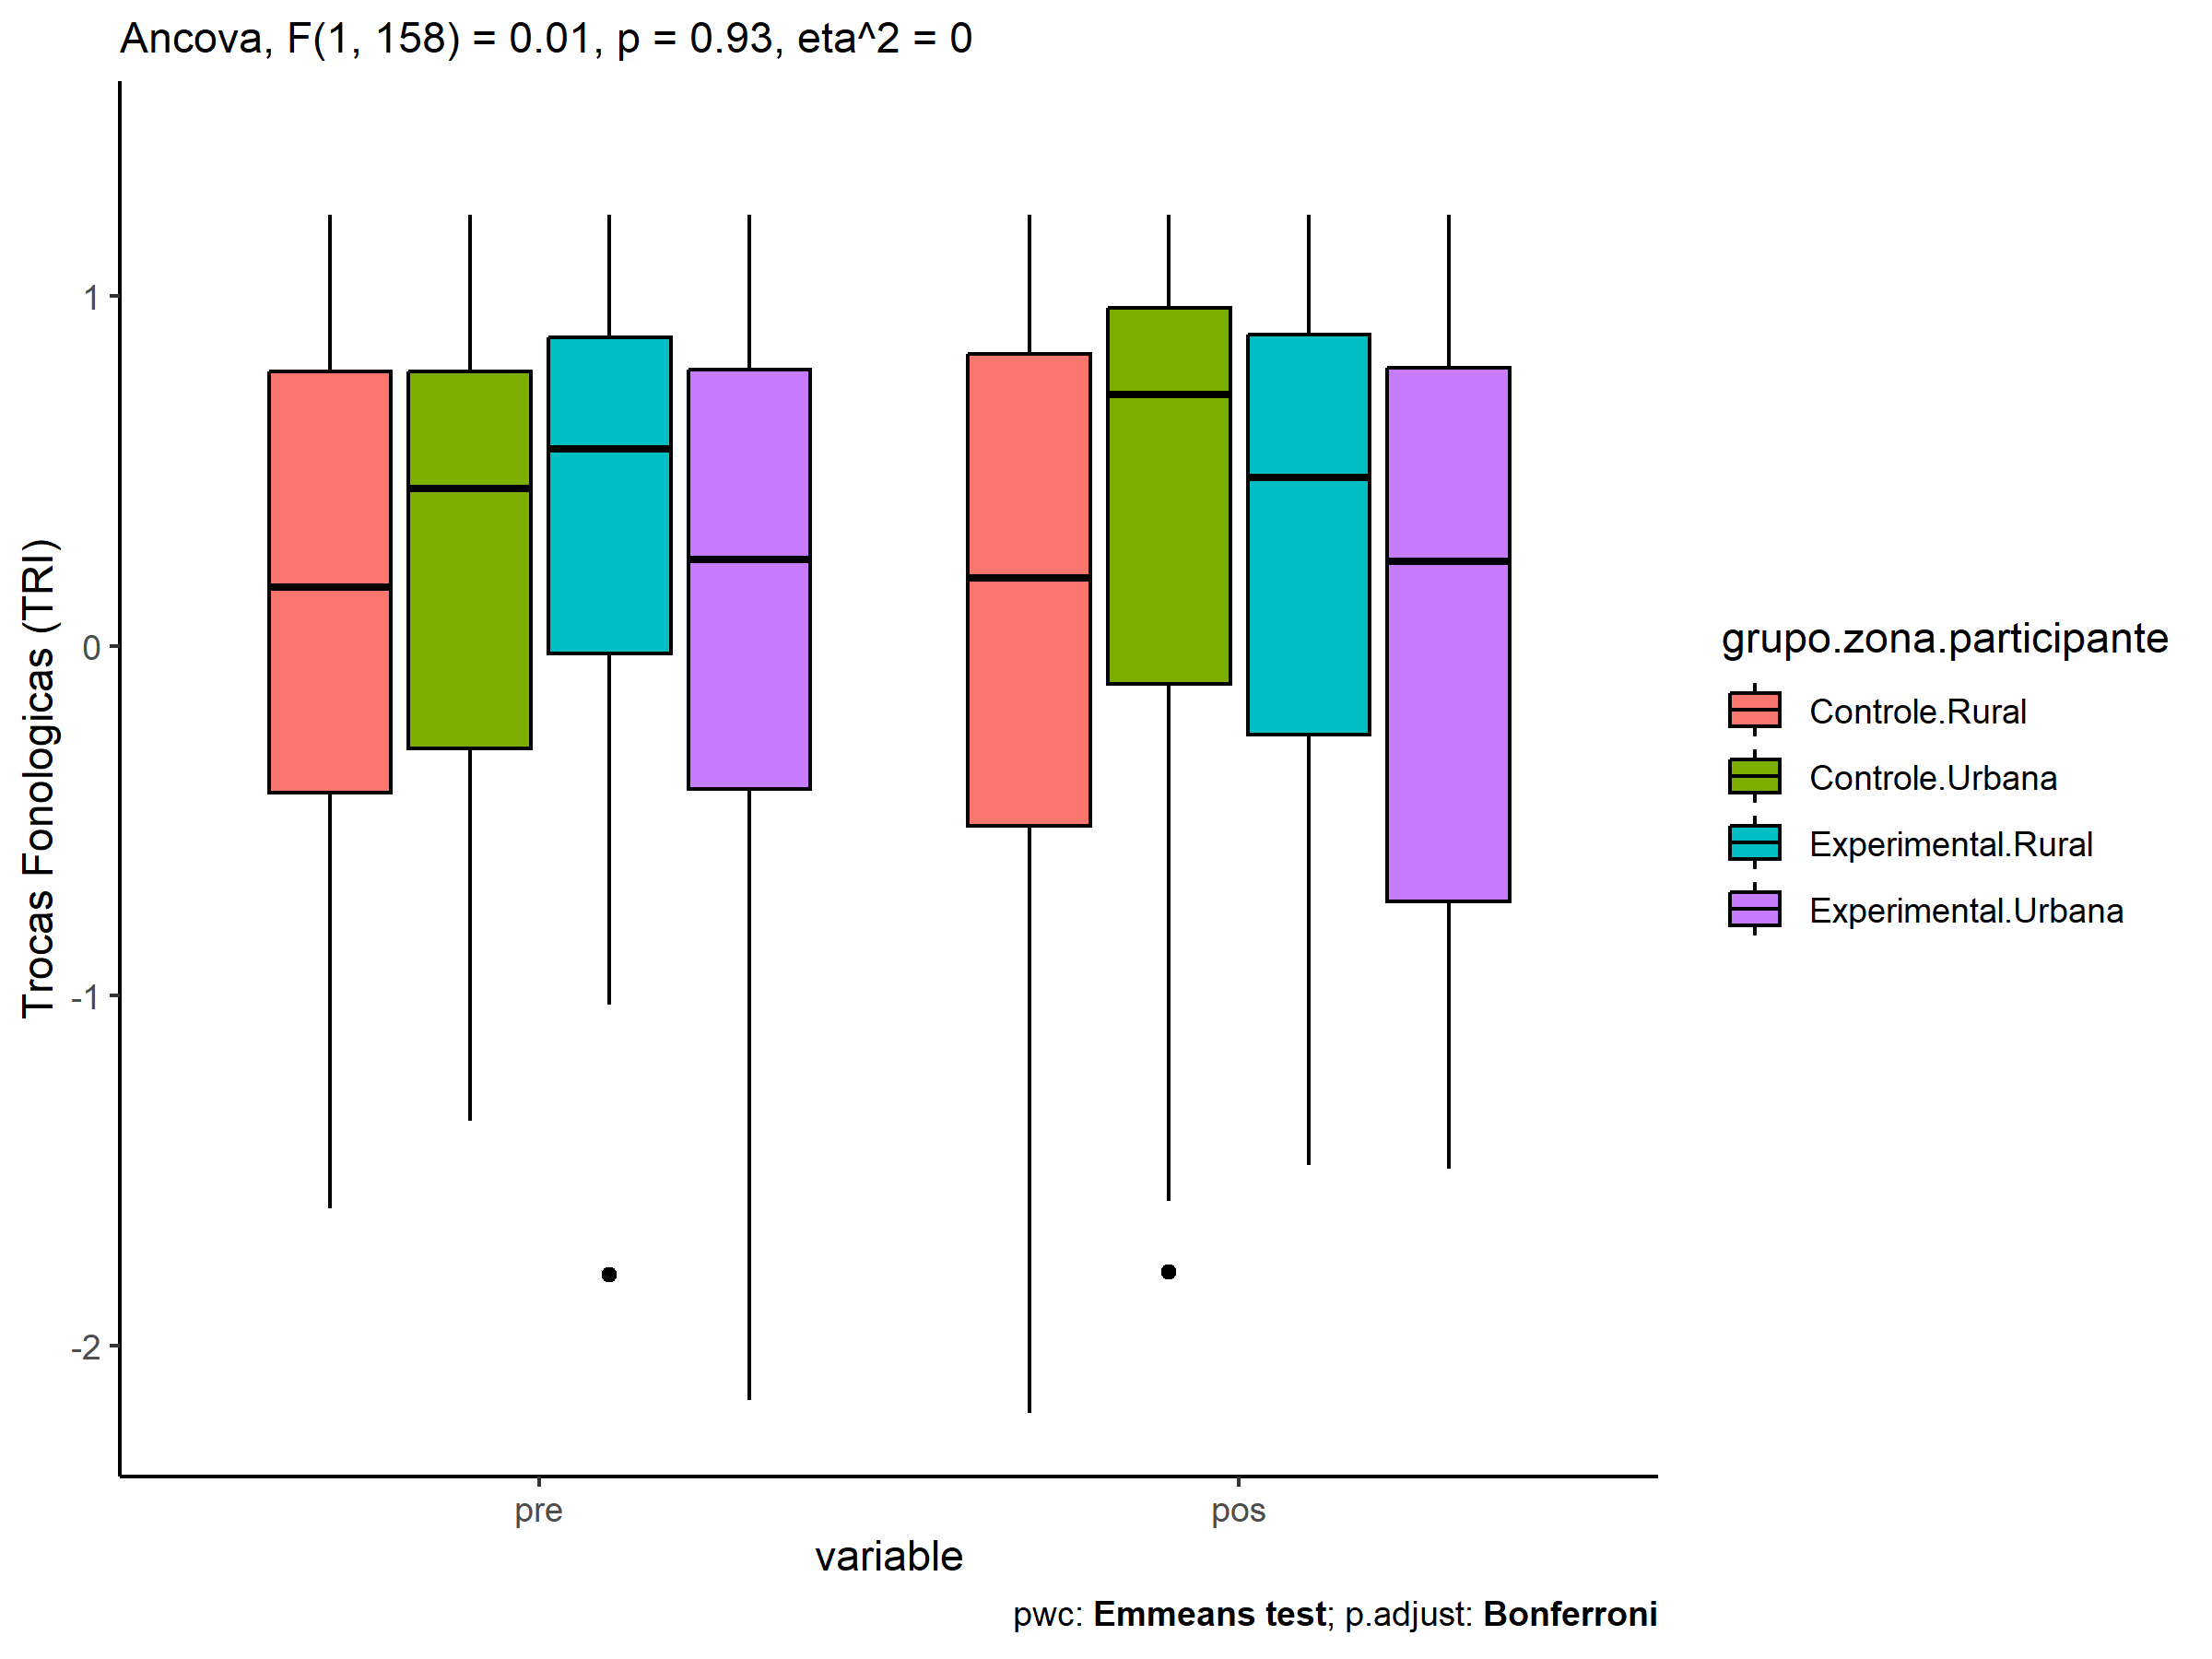 Ancova, F(1, 158) = 0.01, p = 0.93, eta^2 = 0
Trocas Fonologicas (TRI)
1
0
-1
-2
pre
pos
variable
grupo.zona.participante
Controle.Rural
Controle.Urbana
Experimental.Rural
Experimental.Urbana
pwc: Emmeans test; p.adjust: Bonferroni